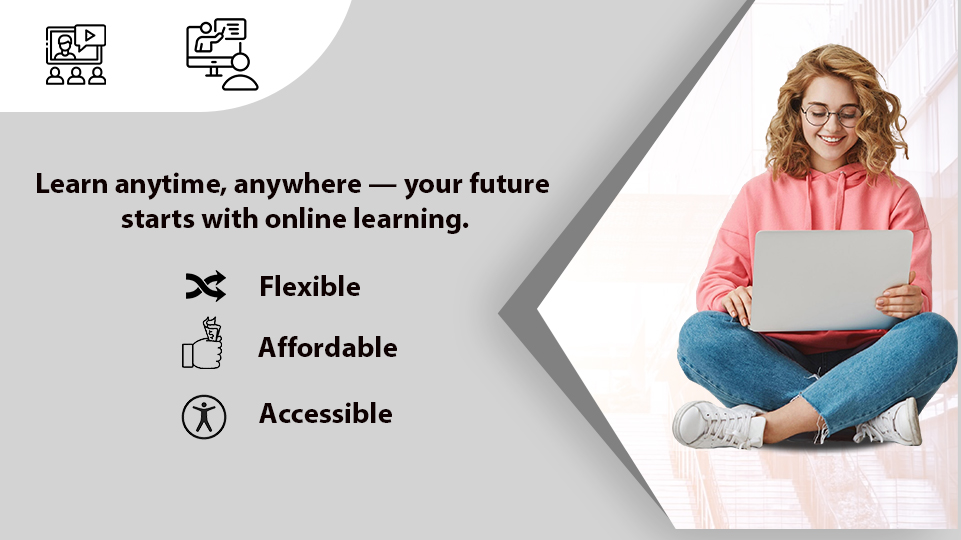 Learn anytime, anywhere — your future
starts with online learning.
Flexible
Affordable
Accessible